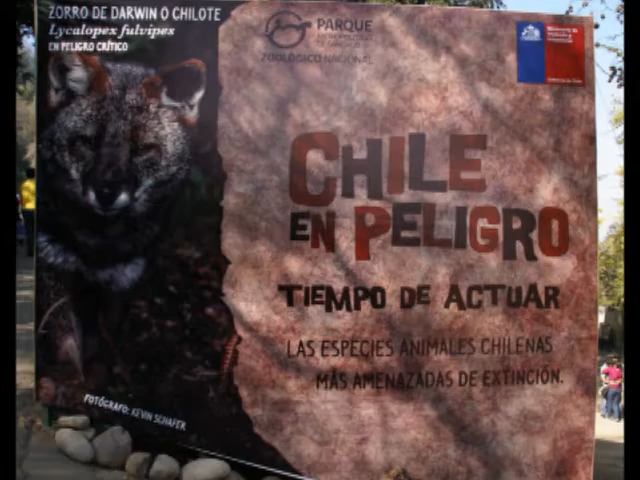 ZORRO DE DARWIN O CHILOTE
Lycalopex fulvipes
EN PELIGRO CRÍTICO
PARQUE
ZOOLÓGICO NACIONAL
CHILE
EN PELIGRO
TIEMPO DE ACTUAR
LAS ESPECIES ANIMALES CHILENAS
MÁS AMENAZADAS DE EXTINCIÓN.
FOTÓGRAFO: KEVIN SCHAFER